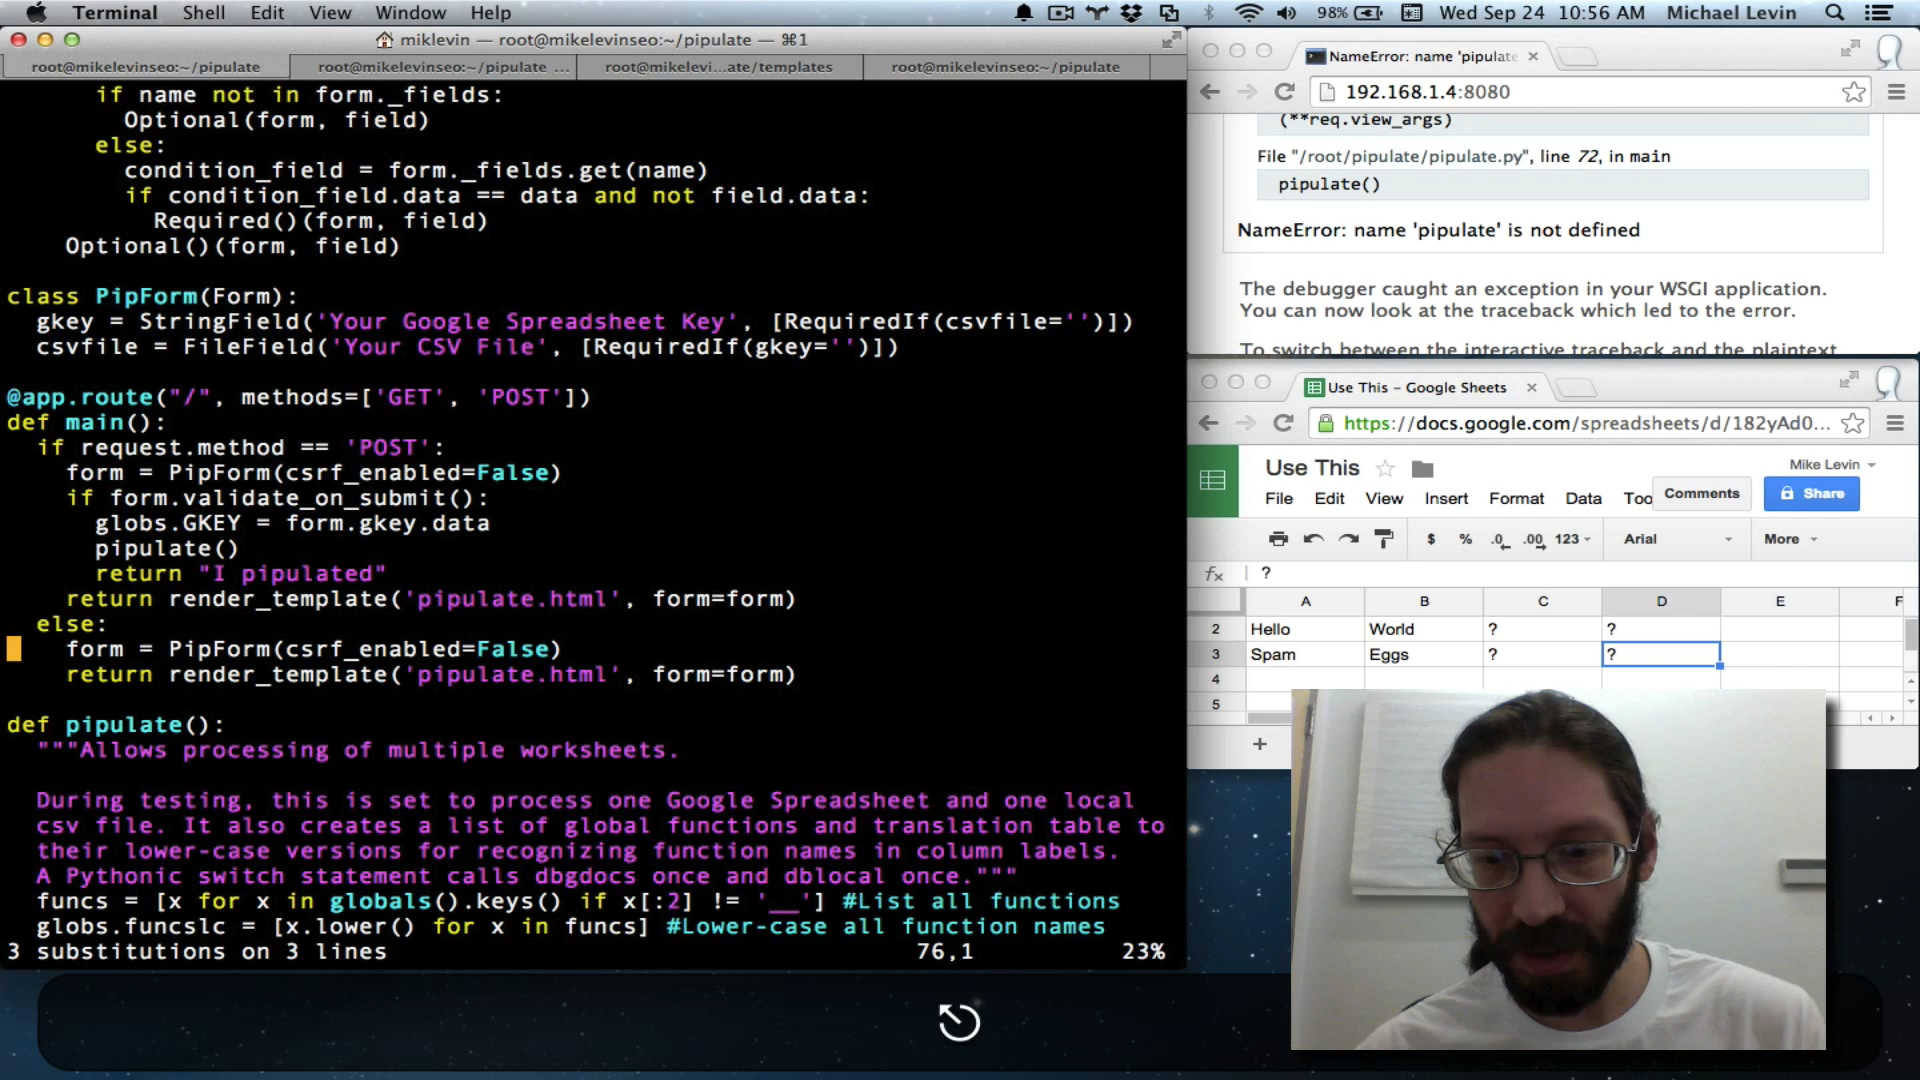 Terminal Shell Edit View Window Help 98% Wed Sep 24 10:56 AM Michael Levin
miklevin — root@mikelevinseo:~/pipulate — ⌘1
root@mikelevinseo:~/pipulate root@mikelevinseo:~/pipulate ... root@mikelevi...ate/templates root@mikelevinseo:~/pipulate
if name not in form._fields:
Optional(form, field)
else:
condition_field = form._fields.get(name)
if condition_field.data == data and not field.data:
Required()(form, field)
Optional()(form, field)
class PipForm(Form):
gkey = StringField('Your Google Spreadsheet Key', [RequiredIf(csvfile='')])
csvfile = FileField('Your CSV File', [RequiredIf(gkey='')])
@app.route("/", methods=['GET', 'POST'])
def main():
if request.method == 'POST':
form = PipForm(csrf_enabled=False)
if form.validate_on_submit():
globs.GKEY = form.gkey.data
pipulate()
return "I pipulated"
return render_template('pipulate.html', form=form)
else:
form = PipForm(csrf_enabled=False)
return render_template('pipulate.html', form=form)
def pipulate():
"""Allows processing of multiple worksheets.
During testing, this is set to process one Google Spreadsheet and one local
csv file. It also creates a list of global functions and translation table to
their lower-case versions for recognizing function names in column labels.
A Pythonic switch statement calls dbgdocs once and dblocal once."""
funcs = [x for x in globals().keys() if x[:2] != '__'] #List all functions
globs.funcslc = [x.lower() for x in funcs] #Lower-case all function names
3 substitutions on 3 lines 76,1 23%
NameError: name 'pipulate
192.168.1.4:8080
(**req.view_args)
File "/root/pipulate/pipulate.py", line 72, in main
pipulate()
NameError: name 'pipulate' is not defined
The debugger caught an exception in your WSGI application.
You can now look at the traceback which led to the error.
To switch between the interactive traceback and the plaintext
Use This – Google Sheets
https://docs.google.com/spreadsheets/d/182yAd0...
Use This Mike Levin
File Edit View Insert Format Data Too Comments Share
$ % .0 .00 123 Arial More
fx ?
A B C D E F
2 Hello World ? ?
3 Spam Eggs ? ?
4
5
+